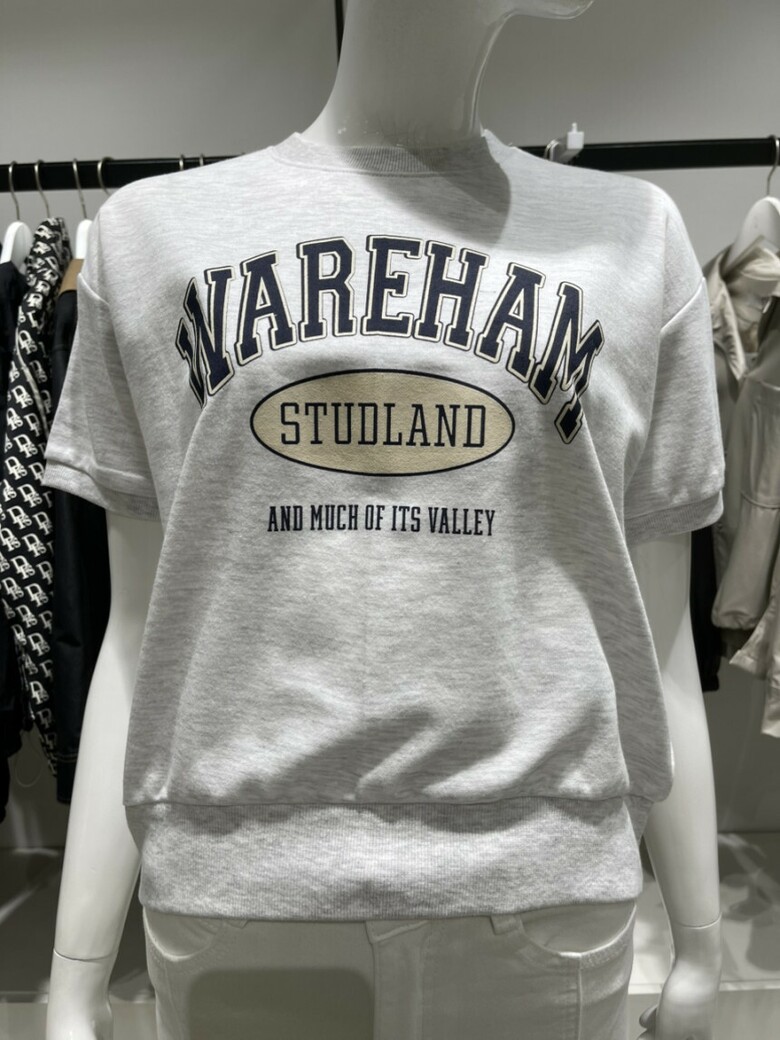 WAREHAM
STUDLAND
AND MUCH OF ITS VALLEY